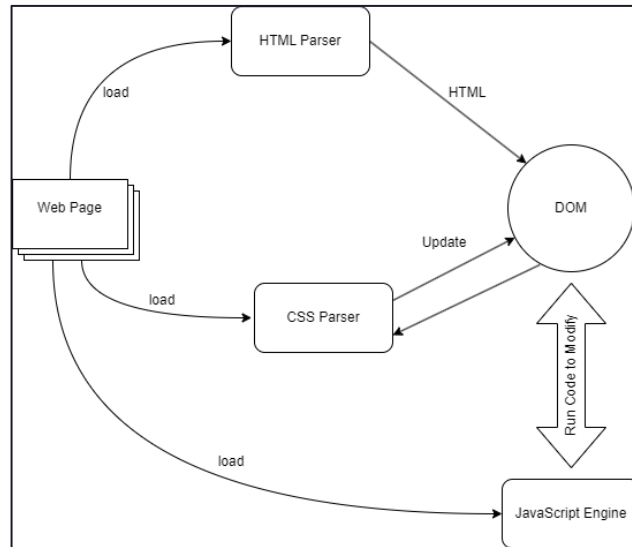 HTML Parser
load
HTML
Web Page
DOM
Update
load
CSS Parser
Run Code to Modify
load
JavaScript Engine